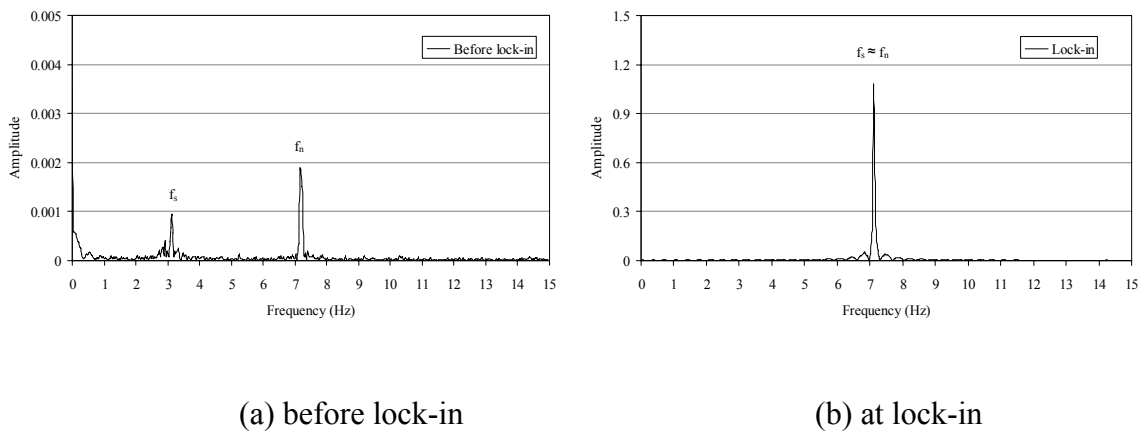 0.005
0.004
0.003
0.002
0.001
0
Amplitude
Before lock-in
fₛ
fₙ
0 1 2 3 4 5 6 7 8 9 10 11 12 13 14 15
Frequency (Hz)
(a) before lock-in
1.5
1.2
0.9
0.6
0.3
0
Amplitude
Lock-in
fₛ ≈ fₙ
0 1 2 3 4 5 6 7 8 9 10 11 12 13 14 15
Frequency (Hz)
(b) at lock-in